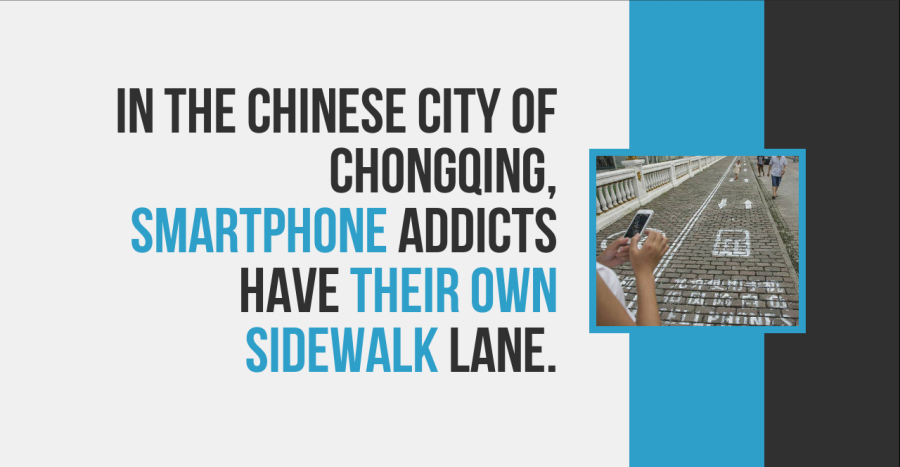 IN THE CHINESE CITY OF
CHONGQING,
SMARTPHONE ADDICTS
HAVE THEIR OWN
SIDEWALK LANE.